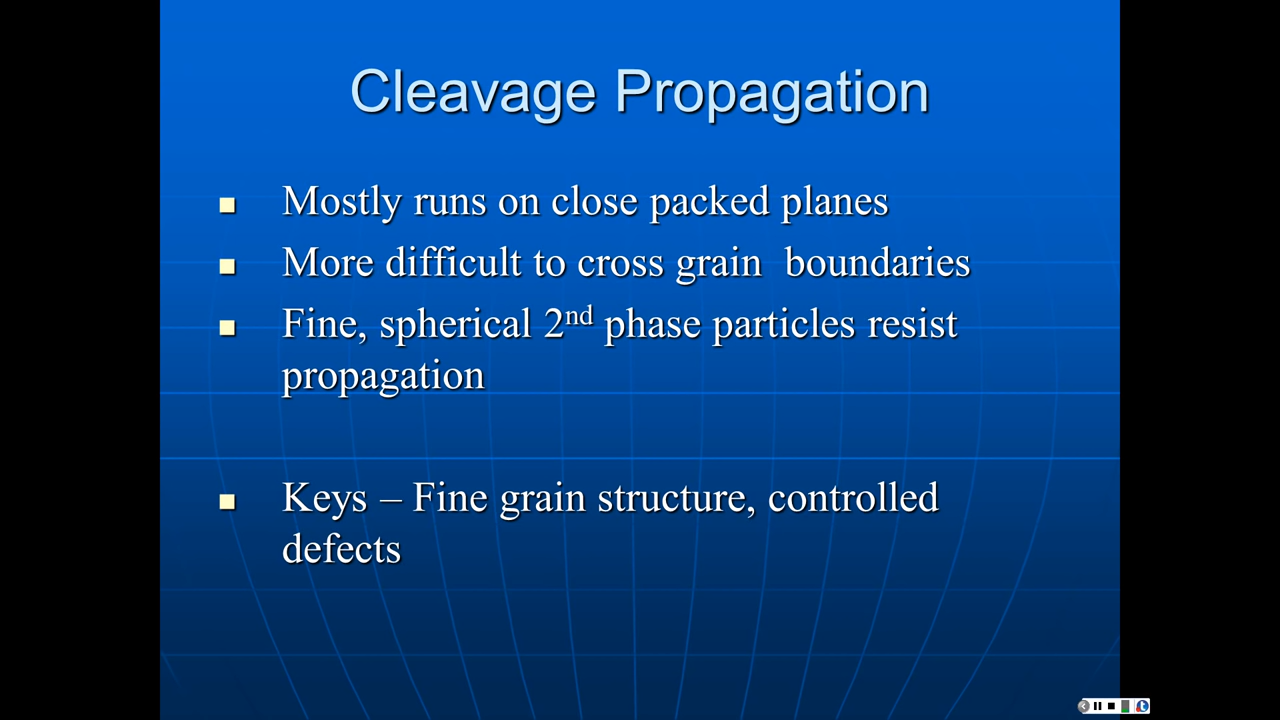 Cleavage Propagation
■ Mostly runs on close packed planes
■ More difficult to cross grain  boundaries
■ Fine, spherical 2nd phase particles resist
propagation
■ Keys – Fine grain structure, controlled
defects